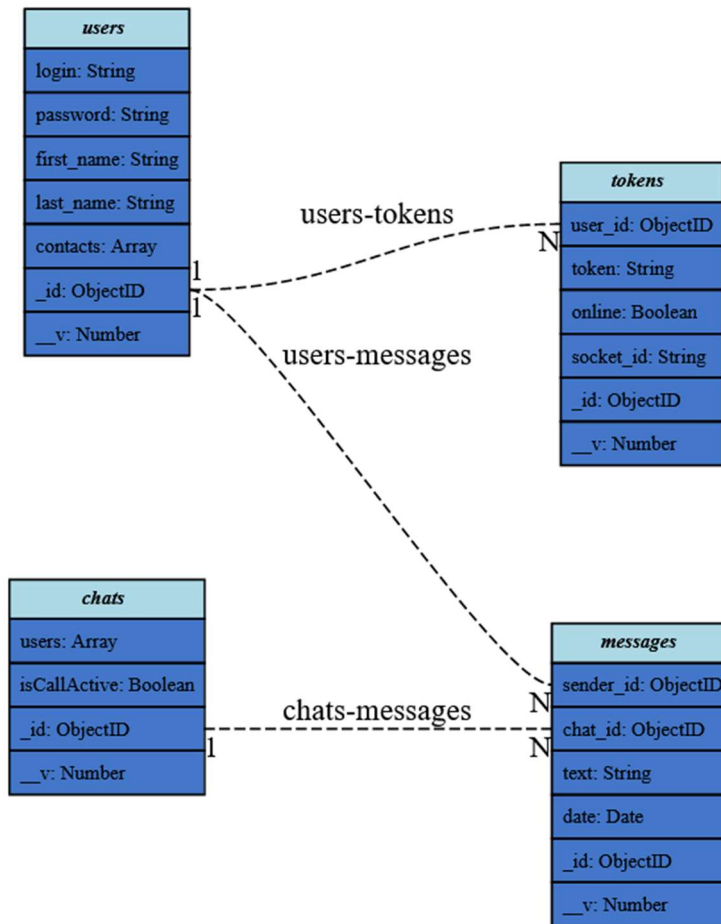 users
login: String
password: String
first_name: String
last_name: String
contacts: Array
_id: ObjectID
__v: Number
users-tokens
1
N
tokens
user_id: ObjectID
token: String
online: Boolean
socket_id: String
_id: ObjectID
__v: Number
users-messages
1
N
chats
users: Array
isCallActive: Boolean
_id: ObjectID
__v: Number
chats-messages
1
N
messages
sender_id: ObjectID
chat_id: ObjectID
text: String
date: Date
_id: ObjectID
__v: Number